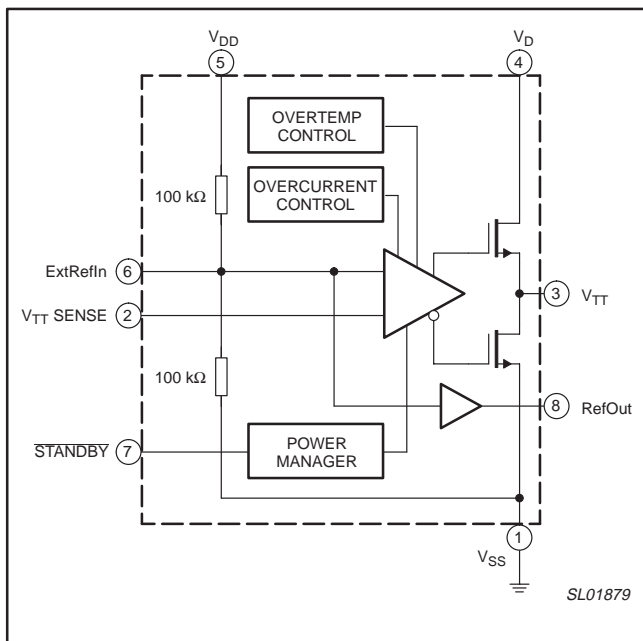 VDD
VD
5
4
OVERTEMP
CONTROL
100 kΩ
OVERCURRENT
CONTROL
ExtRefIn
6
3
VTT
VTT SENSE
2
100 kΩ
8
RefOut
STANDBY
7
POWER
MANAGER
1
VSS
SL01879